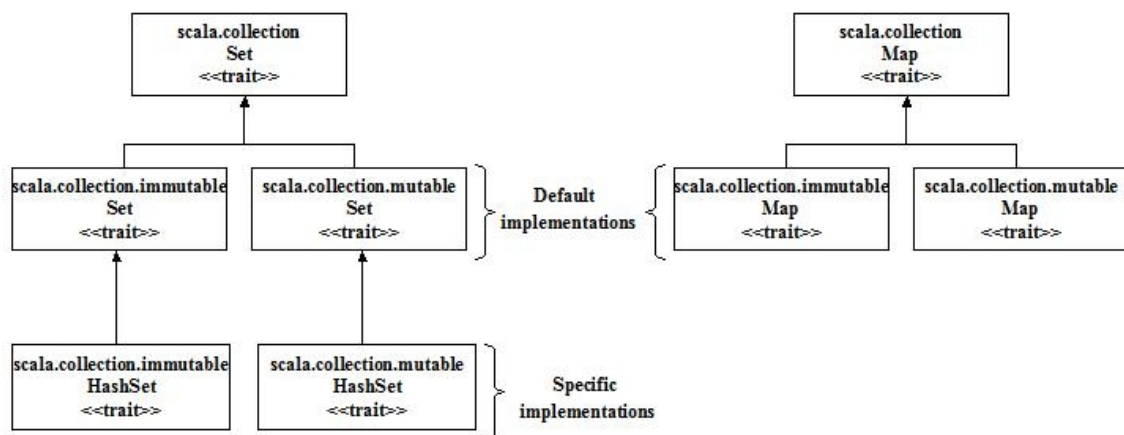 scala.collection
Set
<<trait>>
scala.collection
Map
<<trait>>
scala.collection.immutable
Set
<<trait>>
scala.collection.mutable
Set
<<trait>>
Default
implementations
scala.collection.immutable
Map
<<trait>>
scala.collection.mutable
Map
<<trait>>
scala.collection.immutable
HashSet
<<trait>>
scala.collection.mutable
HashSet
<<trait>>
Specific
implementations